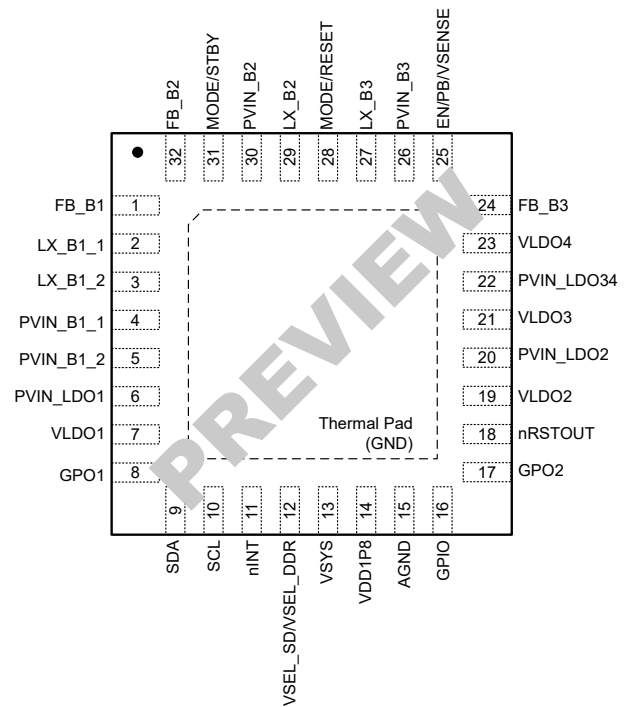 FB_B2
MODE/STBY
PVIN_B2
LX_B2
MODE/RESET
LX_B3
PVIN_B3
EN/PB/VSENSE
32
31
30
29
28
27
26
25
FB_B1 1
LX_B1_1 2
LX_B1_2 3
PVIN_B1_1 4
PVIN_B1_2 5
PVIN_LDO1 6
VLDO1 7
GPO1 8
24 FB_B3
23 VLDO4
22 PVIN_LDO34
21 VLDO3
20 PVIN_LDO2
19 VLDO2
18 nRSTOUT
17 GPO2
PREVIEW
Thermal Pad
(GND)
9
10
11
12
13
14
15
16
SDA
SCL
nINT
VSEL_SD/VSEL_DDR
VSYS
VDD1P8
AGND
GPIO